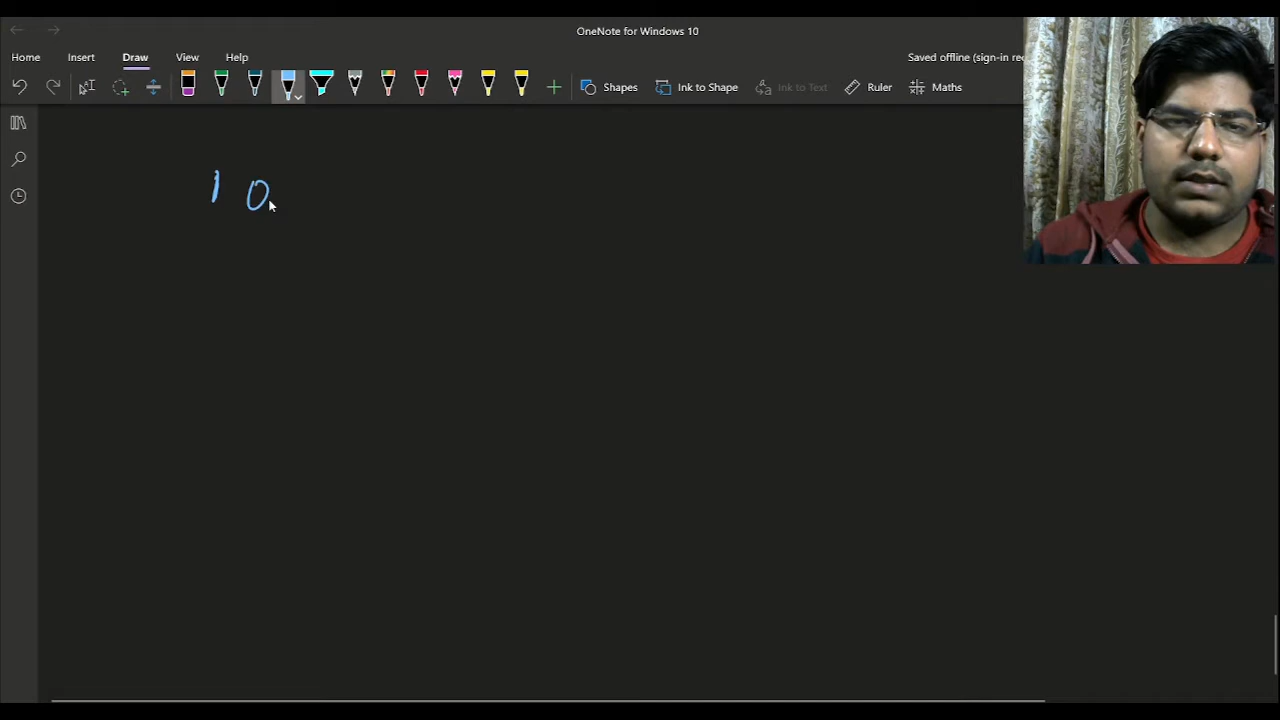 OneNote for Windows 10
Home Insert Draw View Help
Saved offline (sign-in rec
Shapes Ink to Shape Ink to Text Ruler Maths
1 0